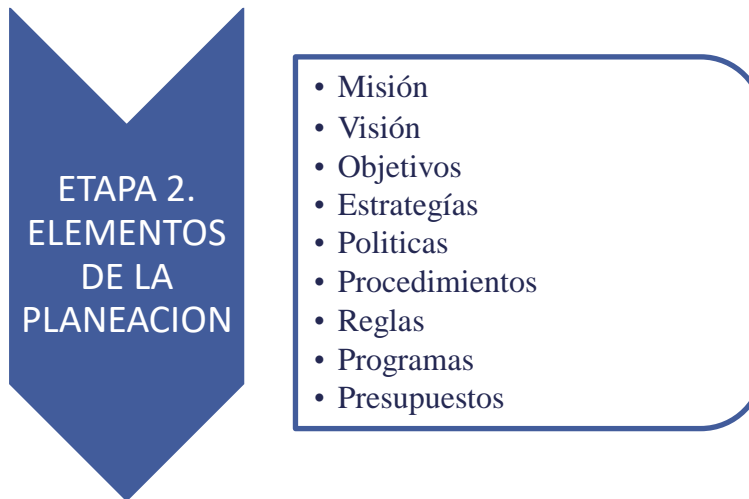 ETAPA 2.
ELEMENTOS
DE LA
PLANEACION
• Misión
• Visión
• Objetivos
• Estrategías
• Politicas
• Procedimientos
• Reglas
• Programas
• Presupuestos